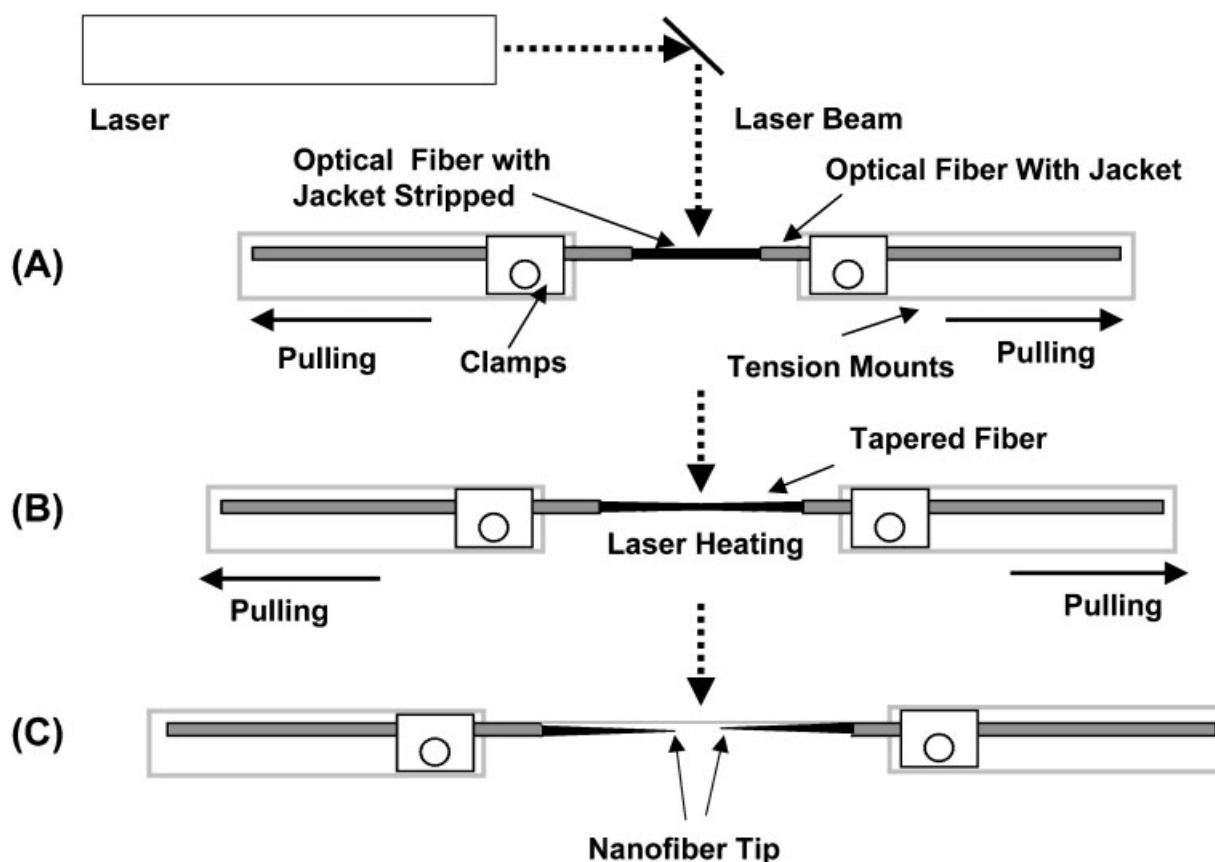 Laser
Laser Beam
Optical Fiber with
Jacket Stripped
Optical Fiber With Jacket
(A)
Pulling
Clamps
Tension Mounts
Pulling
Tapered Fiber
(B)
Laser Heating
Pulling
Pulling
(C)
Nanofiber Tip